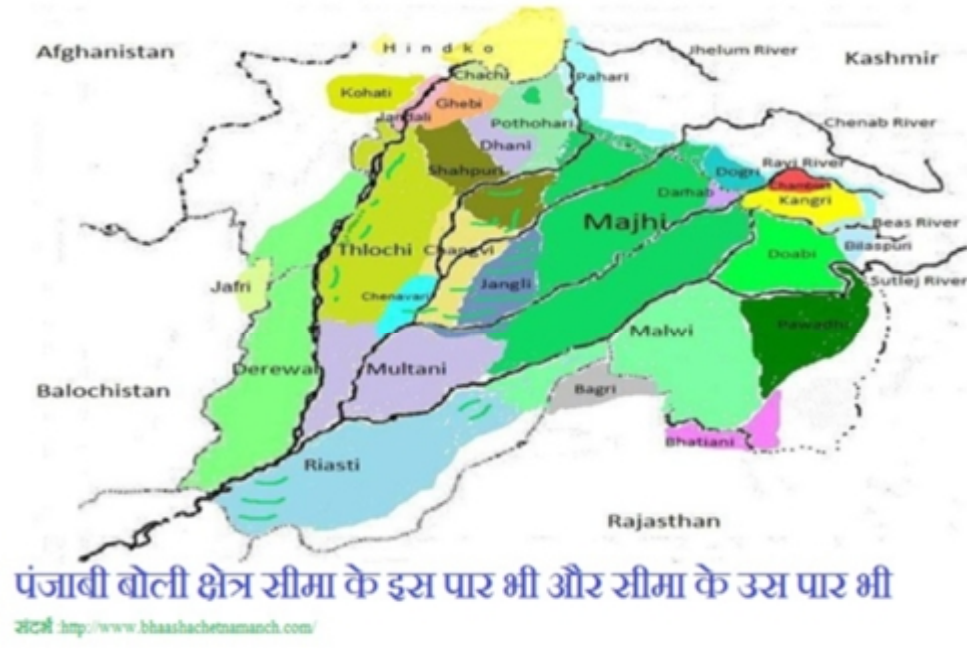 Afghanistan
Hindko
Jhelum River
Kashmir
Chachi
Pahari
Kohati
Ghebi
Jandali
Pothohari
Chenab River
Dhani
Shahpuri
Dogri
Ravi River
Darhab
Kangri
Majhi
Beas River
Thlochi
Changvi
Doabi
Bilaspuri
Jafri
Chenavari
Jangli
Sutlej River
Malwi
Pawadhi
Derewal
Multani
Balochistan
Bagri
Bhatiani
Riasti
Rajasthan
पंजाबी बोली क्षेत्र सीमा के इस पार भी और सीमा के उस पार भी
संदर्भ :http://www.bhaashachetnamanch.com/